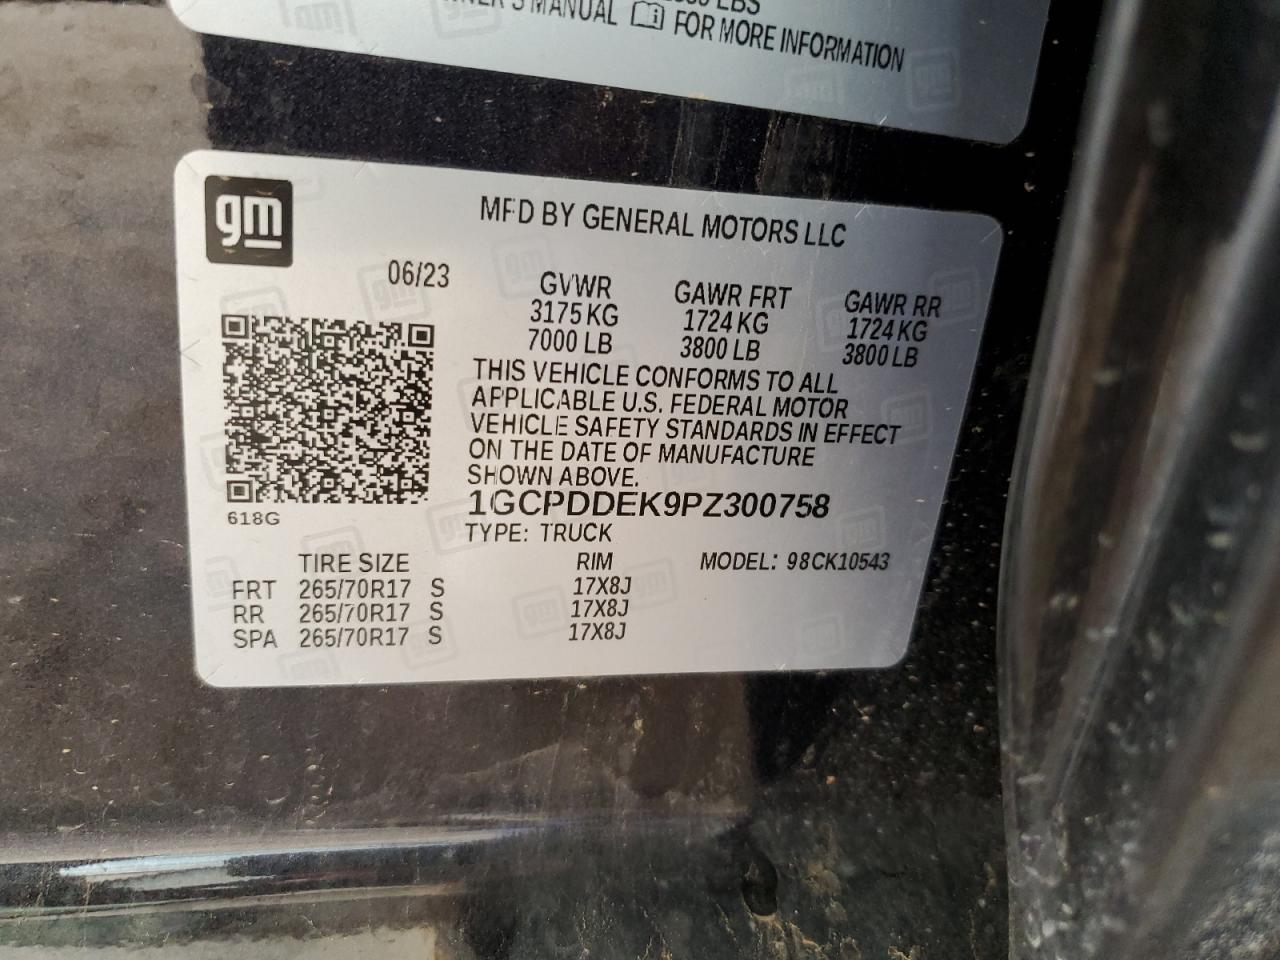 MANUAL FOR MORE INFORMATION
gm
MFD BY GENERAL MOTORS LLC
06/23
GVWR GAWR FRT GAWR RR
3175 KG 1724 KG 1724 KG
7000 LB 3800 LB 3800 LB
THIS VEHICLE CONFORMS TO ALL
APPLICABLE U.S. FEDERAL MOTOR
VEHICLE SAFETY STANDARDS IN EFFECT
ON THE DATE OF MANUFACTURE
SHOWN ABOVE.
1GCPDDEK9PZ300758
618G
TYPE: TRUCK
TIRE SIZE RIM MODEL: 98CK10543
FRT 265/70R17 S 17X8J
RR 265/70R17 S 17X8J
SPA 265/70R17 S 17X8J